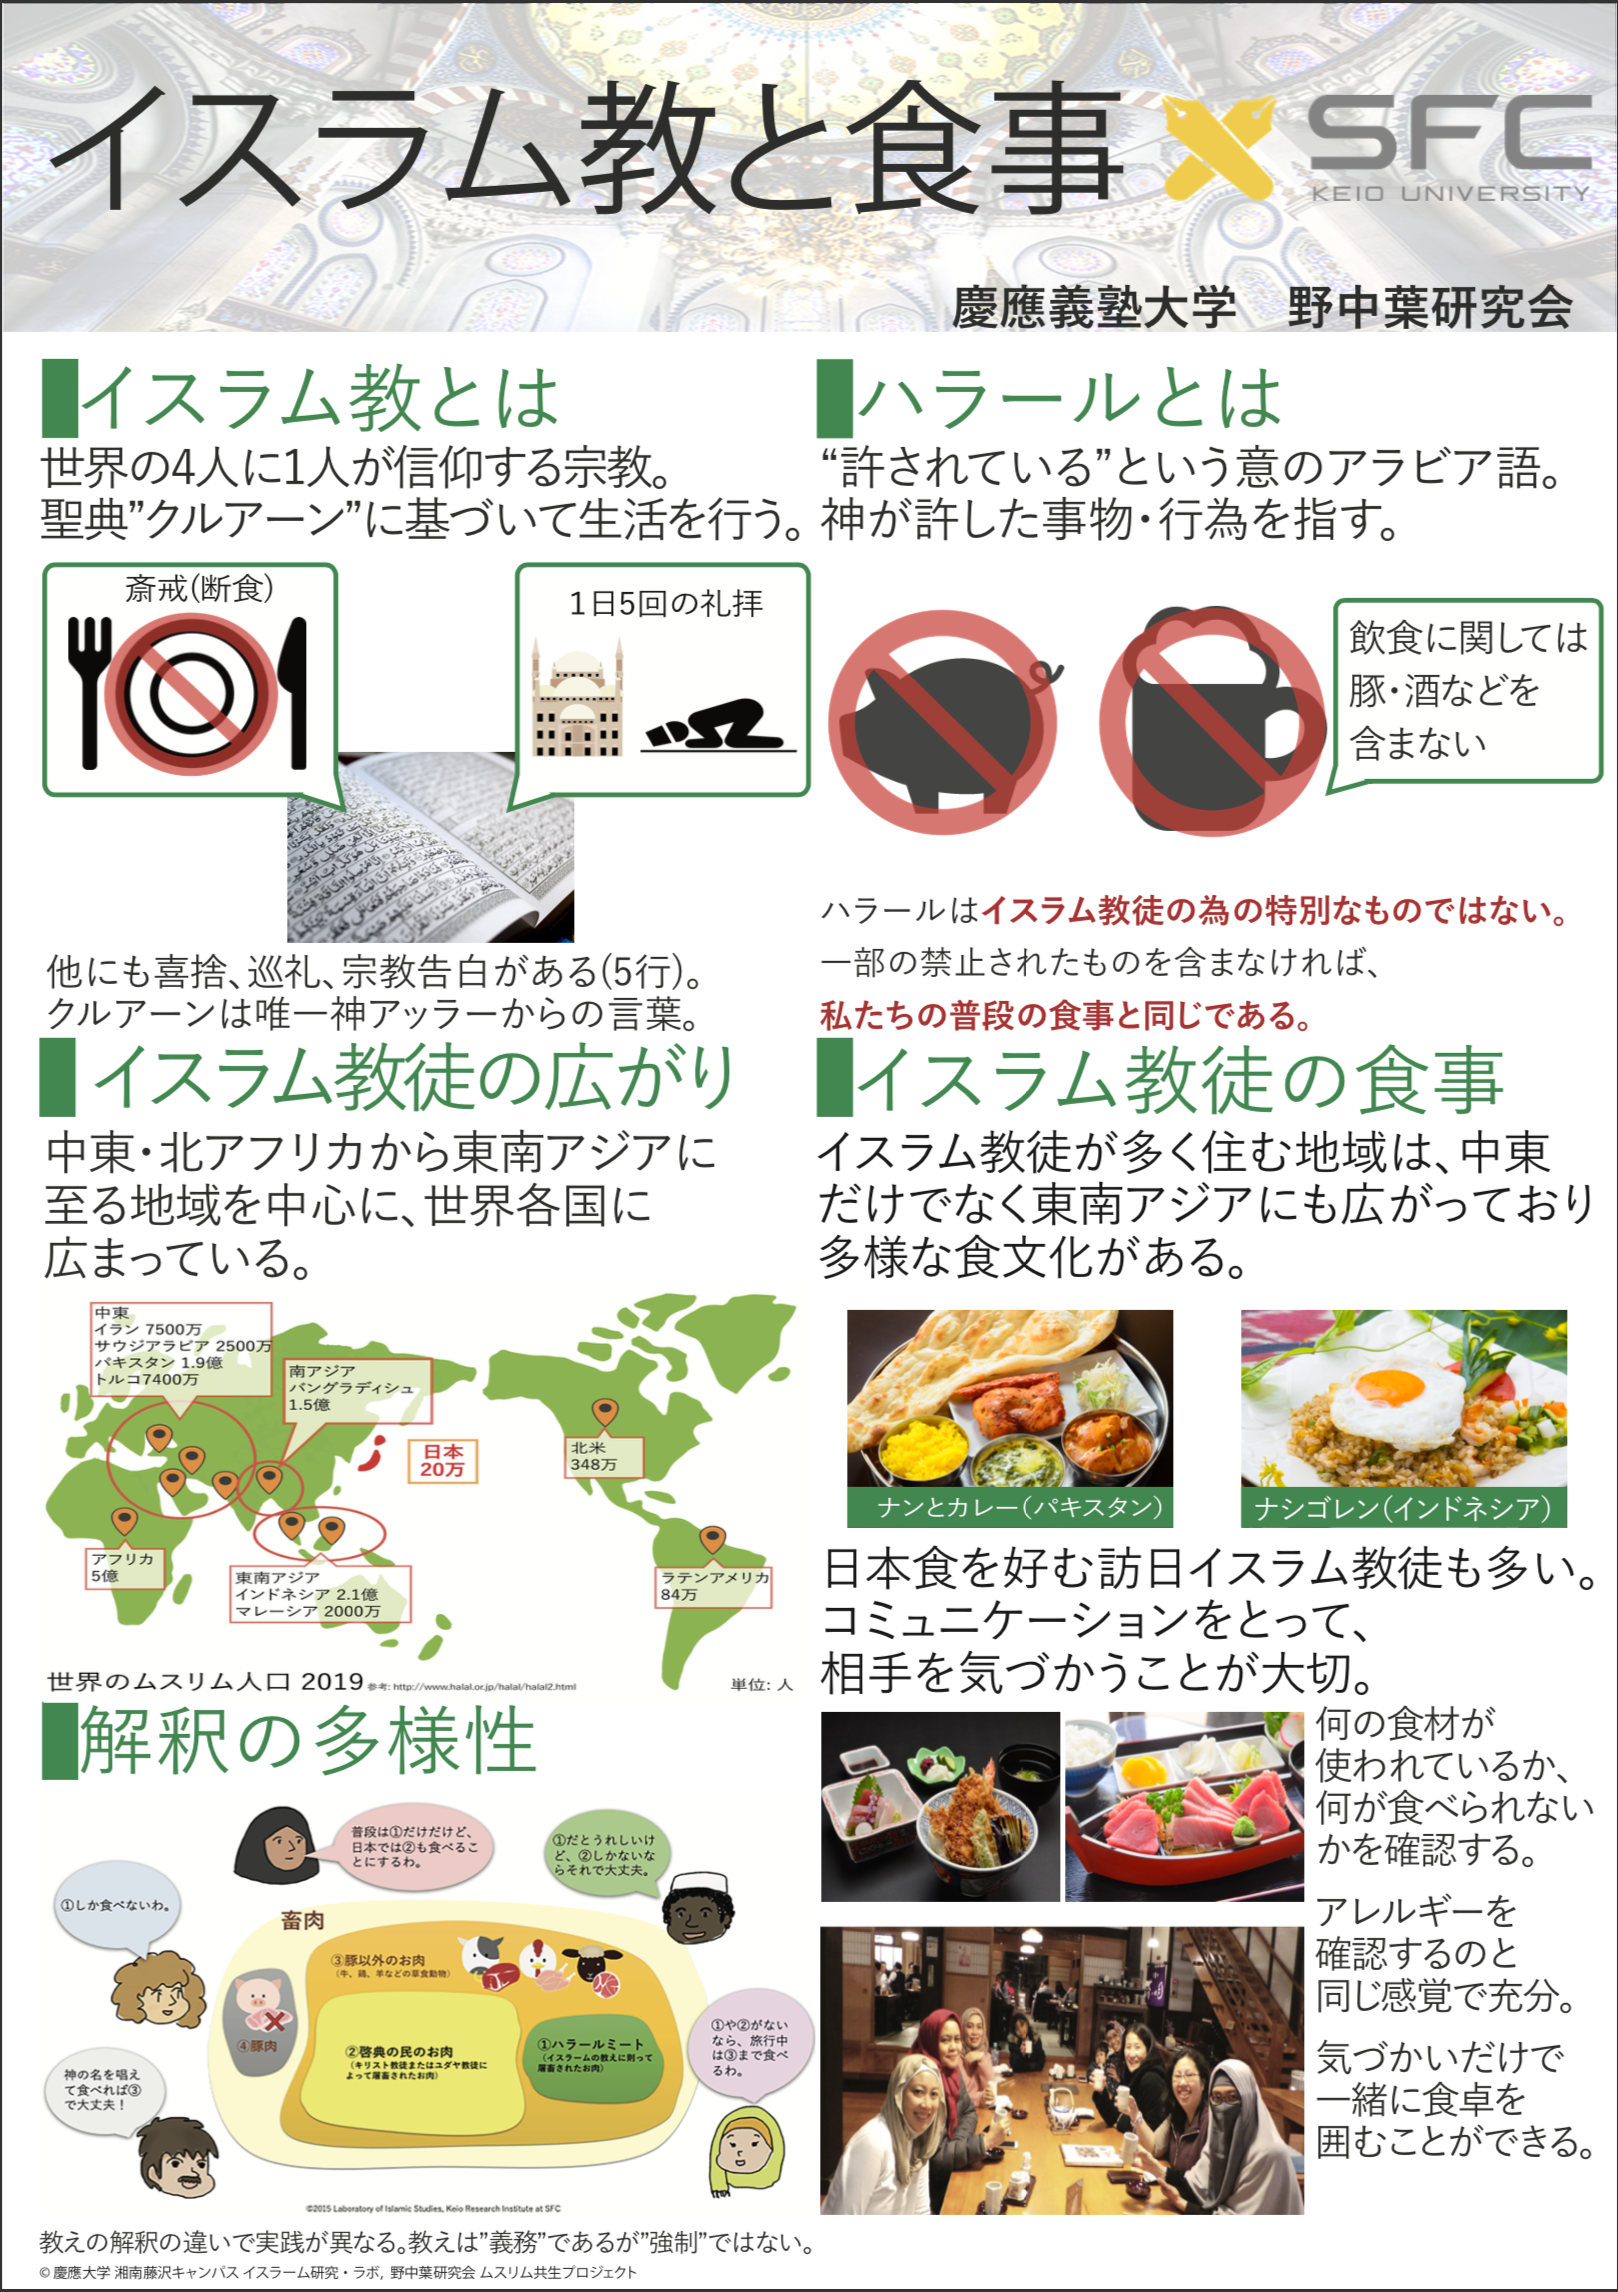 イスラム教と食事
SFC
KEIO UNIVERSITY
慶應義塾大学　野中葉研究会
イスラム教とは
世界の4人に1人が信仰する宗教。
聖典”クルアーン”に基づいて生活を行う。
斎戒(断食)
1日5回の礼拝
他にも喜捨、巡礼、宗教告白がある(5行)。
クルアーンは唯一神アッラーからの言葉。
ハラールとは
“許されている”という意のアラビア語。
神が許した事物・行為を指す。
飲食に関しては
豚・酒などを
含まない
ハラールはイスラム教徒の為の特別なものではない。
一部の禁止されたものを含まなければ、
私たちの普段の食事と同じである。
イスラム教徒の広がり
中東・北アフリカから東南アジアに
至る地域を中心に、世界各国に
広まっている。
中東
イラン 7500万
サウジアラビア 2500万
パキスタン 1.9億
トルコ7400万
南アジア
バングラディシュ
1.5億
日本
20万
北米
348万
アフリカ
5億
東南アジア
インドネシア 2.1億
マレーシア 2000万
ラテンアメリカ
84万
世界のムスリム人口 2019 参考: http://www.halal.or.jp/halal/halal2.html
単位: 人
イスラム教徒の食事
イスラム教徒が多く住む地域は、中東
だけでなく東南アジアにも広がっており
多様な食文化がある。
ナンとカレー（パキスタン）
ナシゴレン（インドネシア）
日本食を好む訪日イスラム教徒も多い。
コミュニケーションをとって、
相手を気づかうことが大切。
何の食材が
使われているか、
何が食べられない
かを確認する。
アレルギーを
確認するのと
同じ感覚で充分。
気づかいだけで
一緒に食卓を
囲むことができる。
解釈の多様性
普段は①だけだけど、
日本では②も食べるこ
とにするわ。
①だとうれしいけ
ど、②しかないな
らそれで大丈夫。
①しか食べないわ。
畜肉
③豚以外のお肉
（牛、鶏、羊などの草食動物）
④豚肉
②啓典の民のお肉
（キリスト教徒またはユダヤ教徒に
よって屠畜されたお肉）
①ハラールミート
（イスラームの教えに則って
屠畜されたお肉）
①や②がない
なら、旅行中
は③まで食べ
るわ。
神の名を唱え
て食べれば③
で大丈夫！
©2015 Laboratory of Islamic Studies, Keio Research Institute at SFC
教えの解釈の違いで実践が異なる。教えは”義務”であるが”強制”ではない。
© 慶應大学 湘南藤沢キャンパス イスラーム研究・ラボ, 野中葉研究会 ムスリム共生プロジェクト